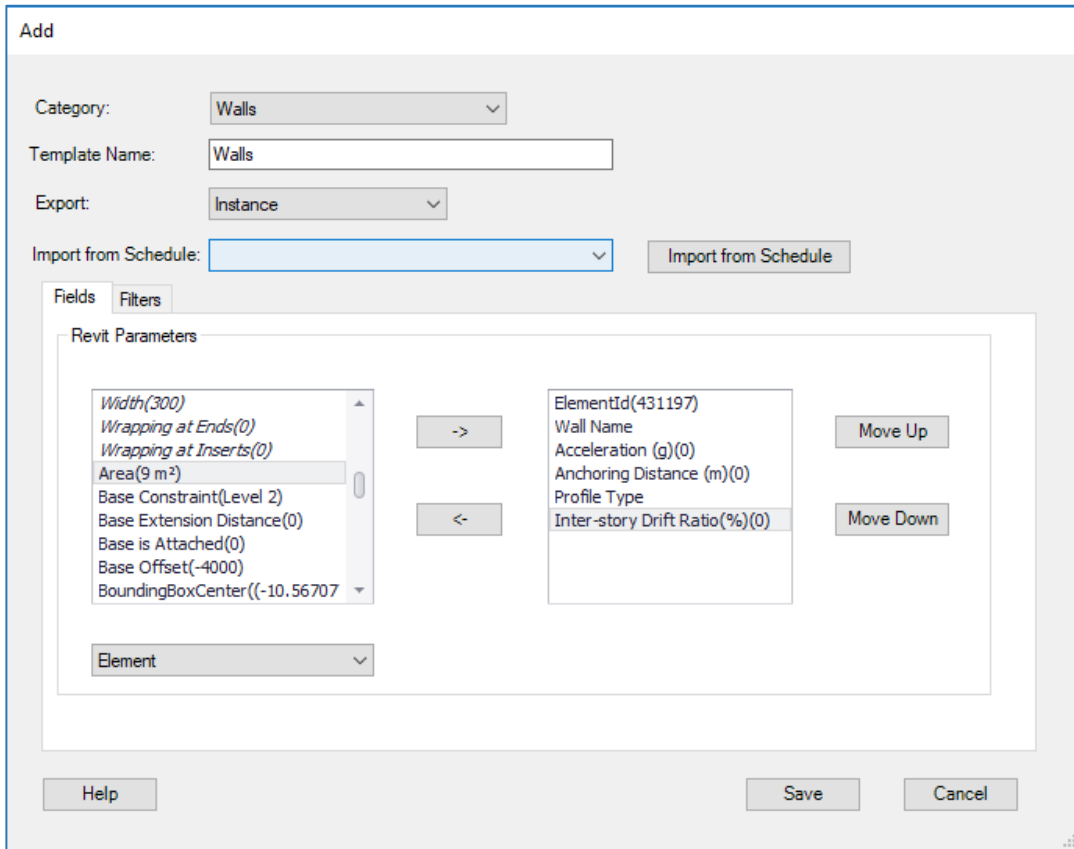 Add
Category:
Walls
Template Name:
Walls
Export:
Instance
Import from Schedule:
Import from Schedule
Fields
Filters
Revit Parameters
Width(300)
Wrapping at Ends(0)
Wrapping at Inserts(0)
Area(9 m²)
Base Constraint(Level 2)
Base Extension Distance(0)
Base is Attached(0)
Base Offset(-4000)
BoundingBoxCenter((-10.56707
Element
->
<-
ElementId(431197)
Wall Name
Acceleration (g)(0)
Anchoring Distance (m)(0)
Profile Type
Inter-story Drift Ratio(%)(0)
Move Up
Move Down
Help
Save
Cancel